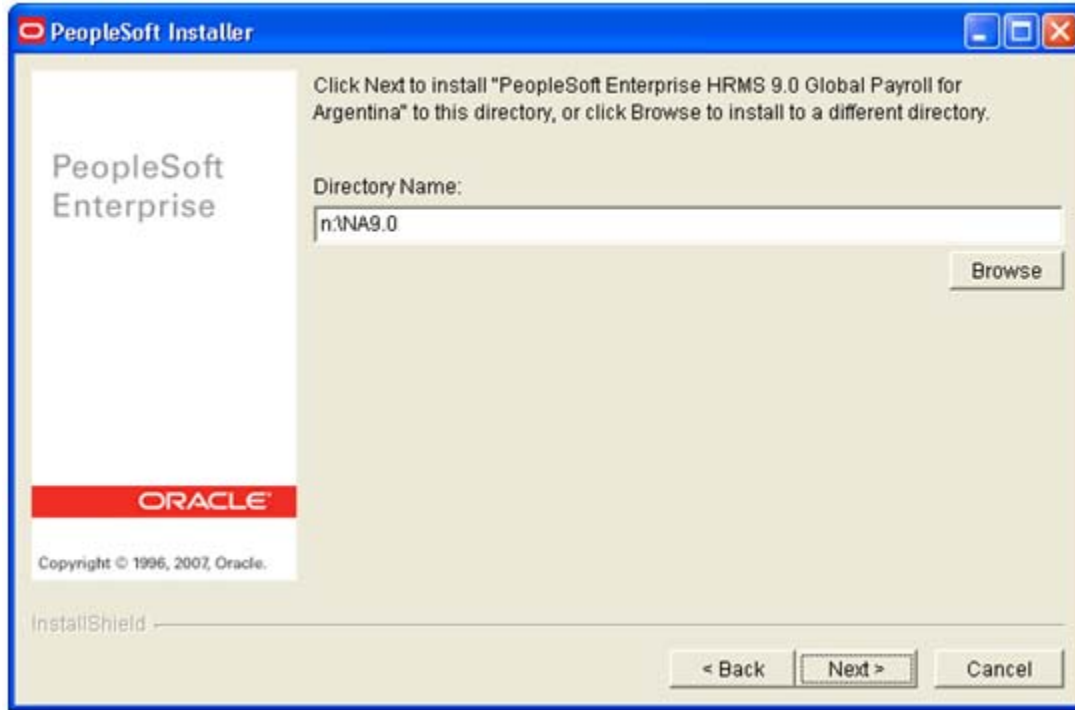 PeopleSoft Installer
PeopleSoft
Enterprise
ORACLE®
Copyright © 1996, 2007, Oracle.
Click Next to install "PeopleSoft Enterprise HRMS 9.0 Global Payroll for
Argentina" to this directory, or click Browse to install to a different directory.
Directory Name:
n:\NA9.0
Browse
InstallShield
< Back
Next >
Cancel